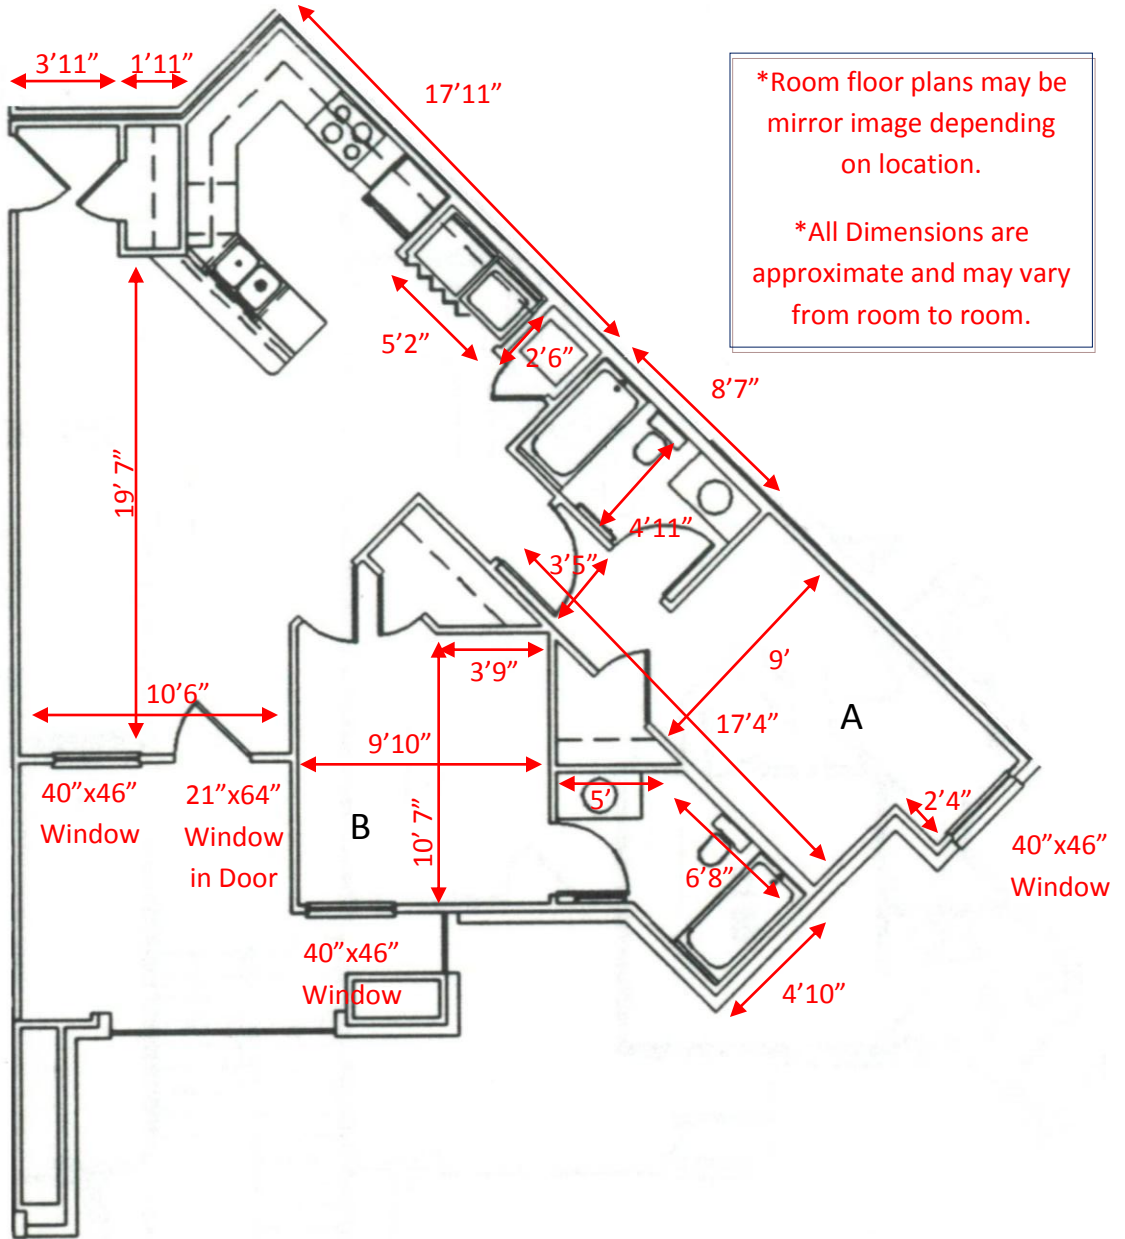 3’11”
1’11”
17’11”
*Room floor plans may be
mirror image depending
on location.
*All Dimensions are
approximate and may vary
from room to room.
5’2”
2’6”
8’7”
19’ 7”
4’11”
3’5”
9’
3’9”
10’6”
17’4”
A
9’10”
40”x46”
Window
21”x64”
Window
in Door
B
10’ 7”
5’
2’4”
40”x46”
Window
6’8”
40”x46”
Window
4’10”